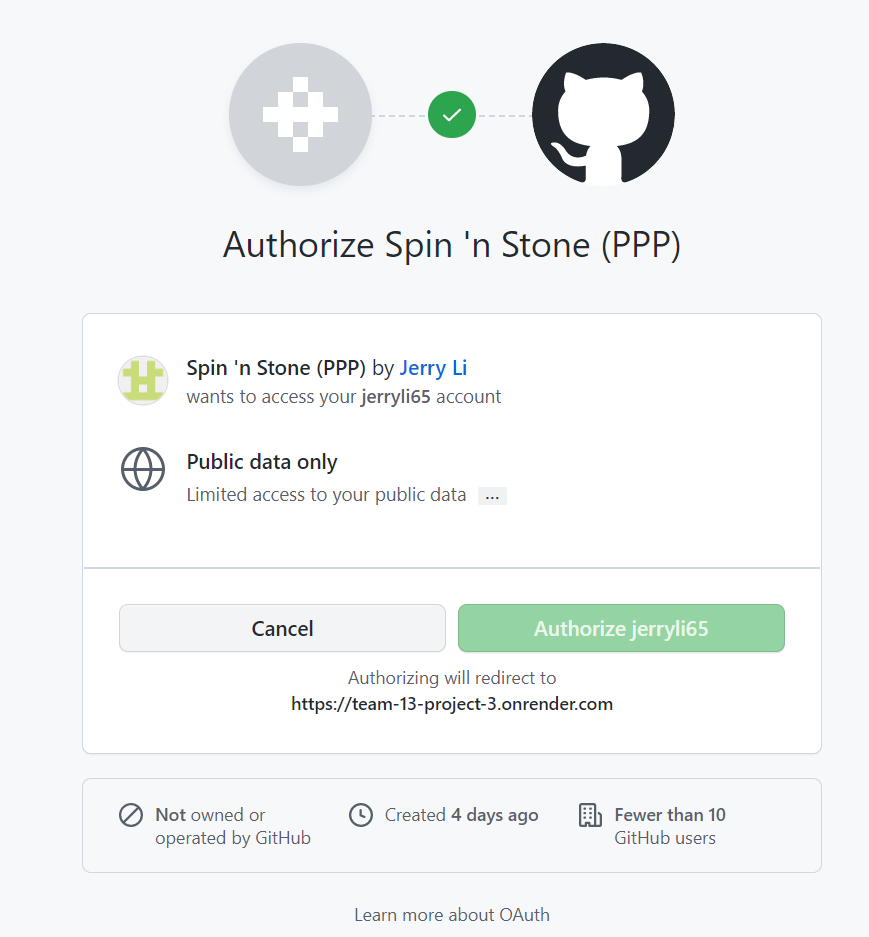 Authorize Spin 'n Stone (PPP)
Spin 'n Stone (PPP) by Jerry Li
wants to access your jerryli65 account
Public data only
Limited access to your public data ...
Cancel
Authorize jerryli65
Authorizing will redirect to
https://team-13-project-3.onrender.com
Not owned or
operated by GitHub
Created 4 days ago
Fewer than 10
GitHub users
Learn more about OAuth